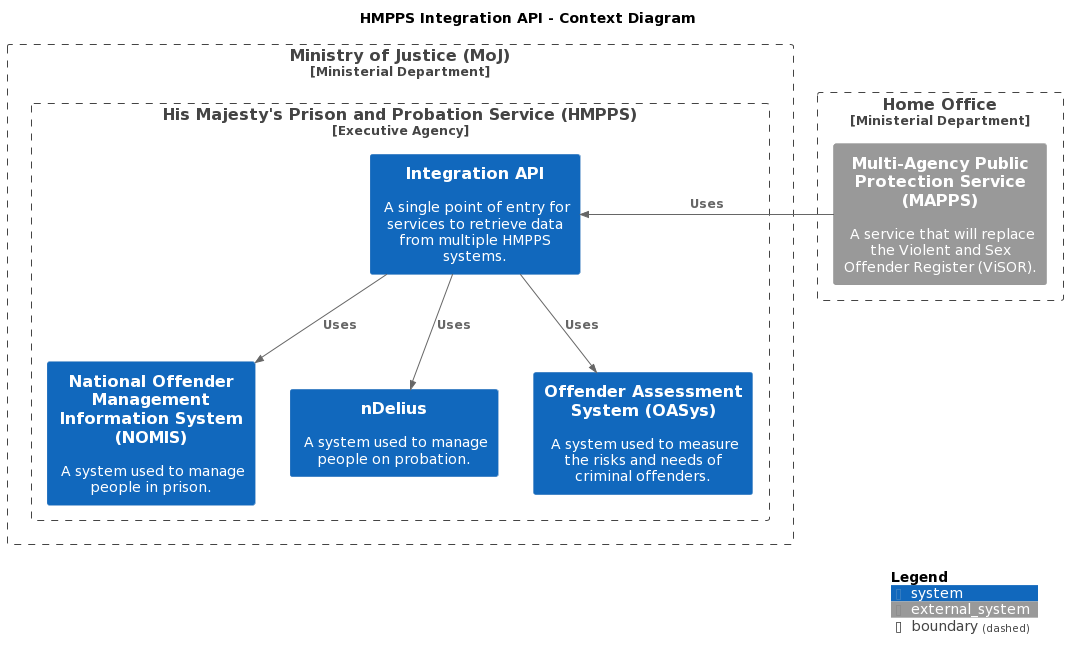 HMPPS Integration API - Context Diagram
Ministry of Justice (MoJ)
[Ministerial Department]
His Majesty's Prison and Probation Service (HMPPS)
[Executive Agency]
Integration API
A single point of entry for
services to retrieve data
from multiple HMPPS
systems.
Home Office
[Ministerial Department]
Multi-Agency Public
Protection Service
(MAPPS)
A service that will replace
the Violent and Sex
Offender Register (ViSOR).
Uses
Uses
Uses
Uses
National Offender
Management
Information System
(NOMIS)
A system used to manage
people in prison.
nDelius
A system used to manage
people on probation.
Offender Assessment
System (OASys)
A system used to measure
the risks and needs of
criminal offenders.
Legend
system
external_system
boundary (dashed)